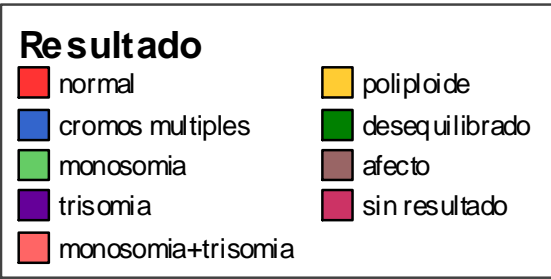 Resultado
normal
cromos multiples
monosomia
trisomia
monosomia+trisomia
poliploide
desequilibrado
afecto
sin resultado